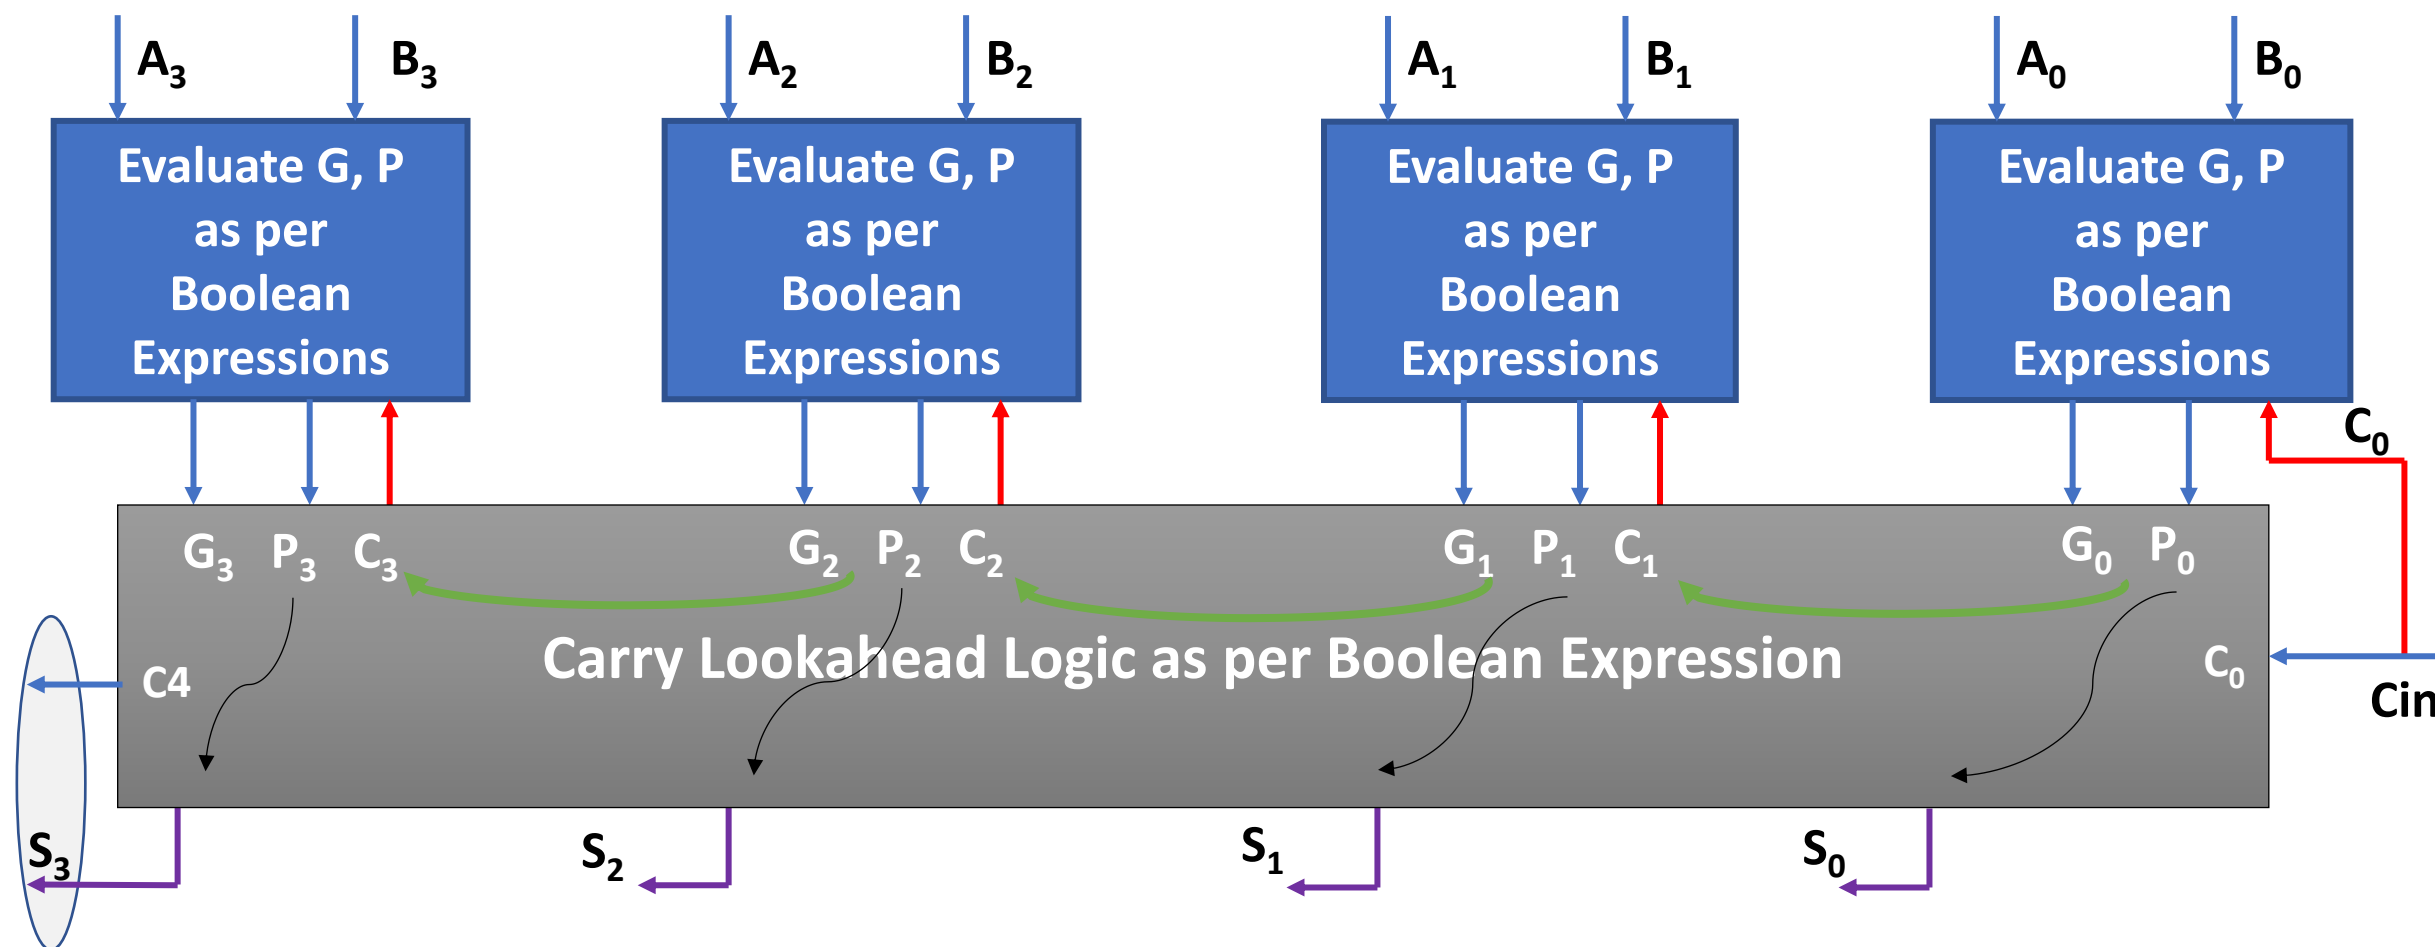 A₃ B₃ A₂ B₂ A₁ B₁ A₀ B₀
Evaluate G, P
as per
Boolean
Expressions
Evaluate G, P
as per
Boolean
Expressions
Evaluate G, P
as per
Boolean
Expressions
Evaluate G, P
as per
Boolean
Expressions
C₀
G₃ P₃ C₃ G₂ P₂ C₂ G₁ P₁ C₁ G₀ P₀
C4
Carry Lookahead Logic as per Boolean Expression
C₀
Cin
S₃ S₂ S₁ S₀